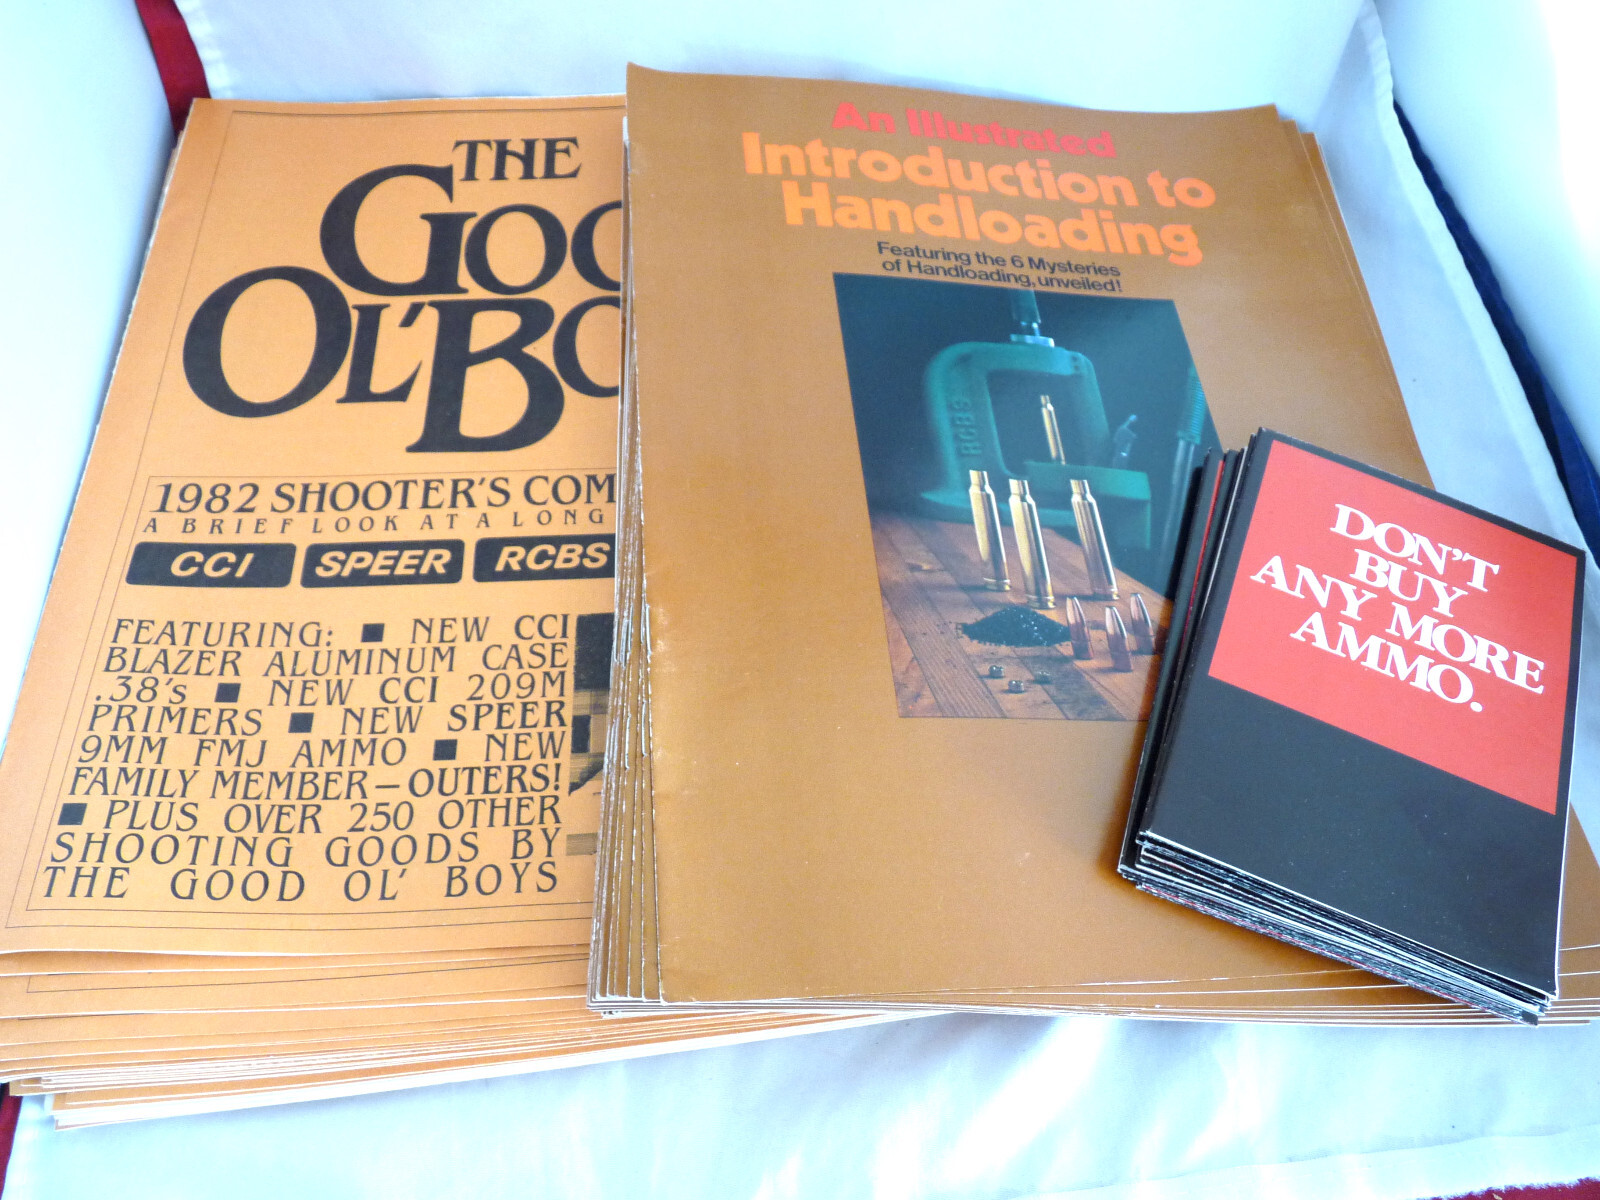 THE
OL'
1982 SHOOTER'S
A BRIEF LOOK AT A LONG
CCI SPEER RCBS
FEATURING: ■ NEW CCI
BLAZER ALUMINUM CASE
.38's ■ NEW CCI 209M
PRIMERS ■ NEW SPEER
9MM FMJ AMMO ■ NEW
FAMILY MEMBER—OUTERS!
■ PLUS OVER 250 OTHER
SHOOTING GOODS BY
THE GOOD OL' BOYS
An Illustrated
Introduction to
Handloading
Featuring the 6 Mysteries
of Handloading, unveiled!
RCBS
DON'T
BUY
ANY MORE
AMMO.